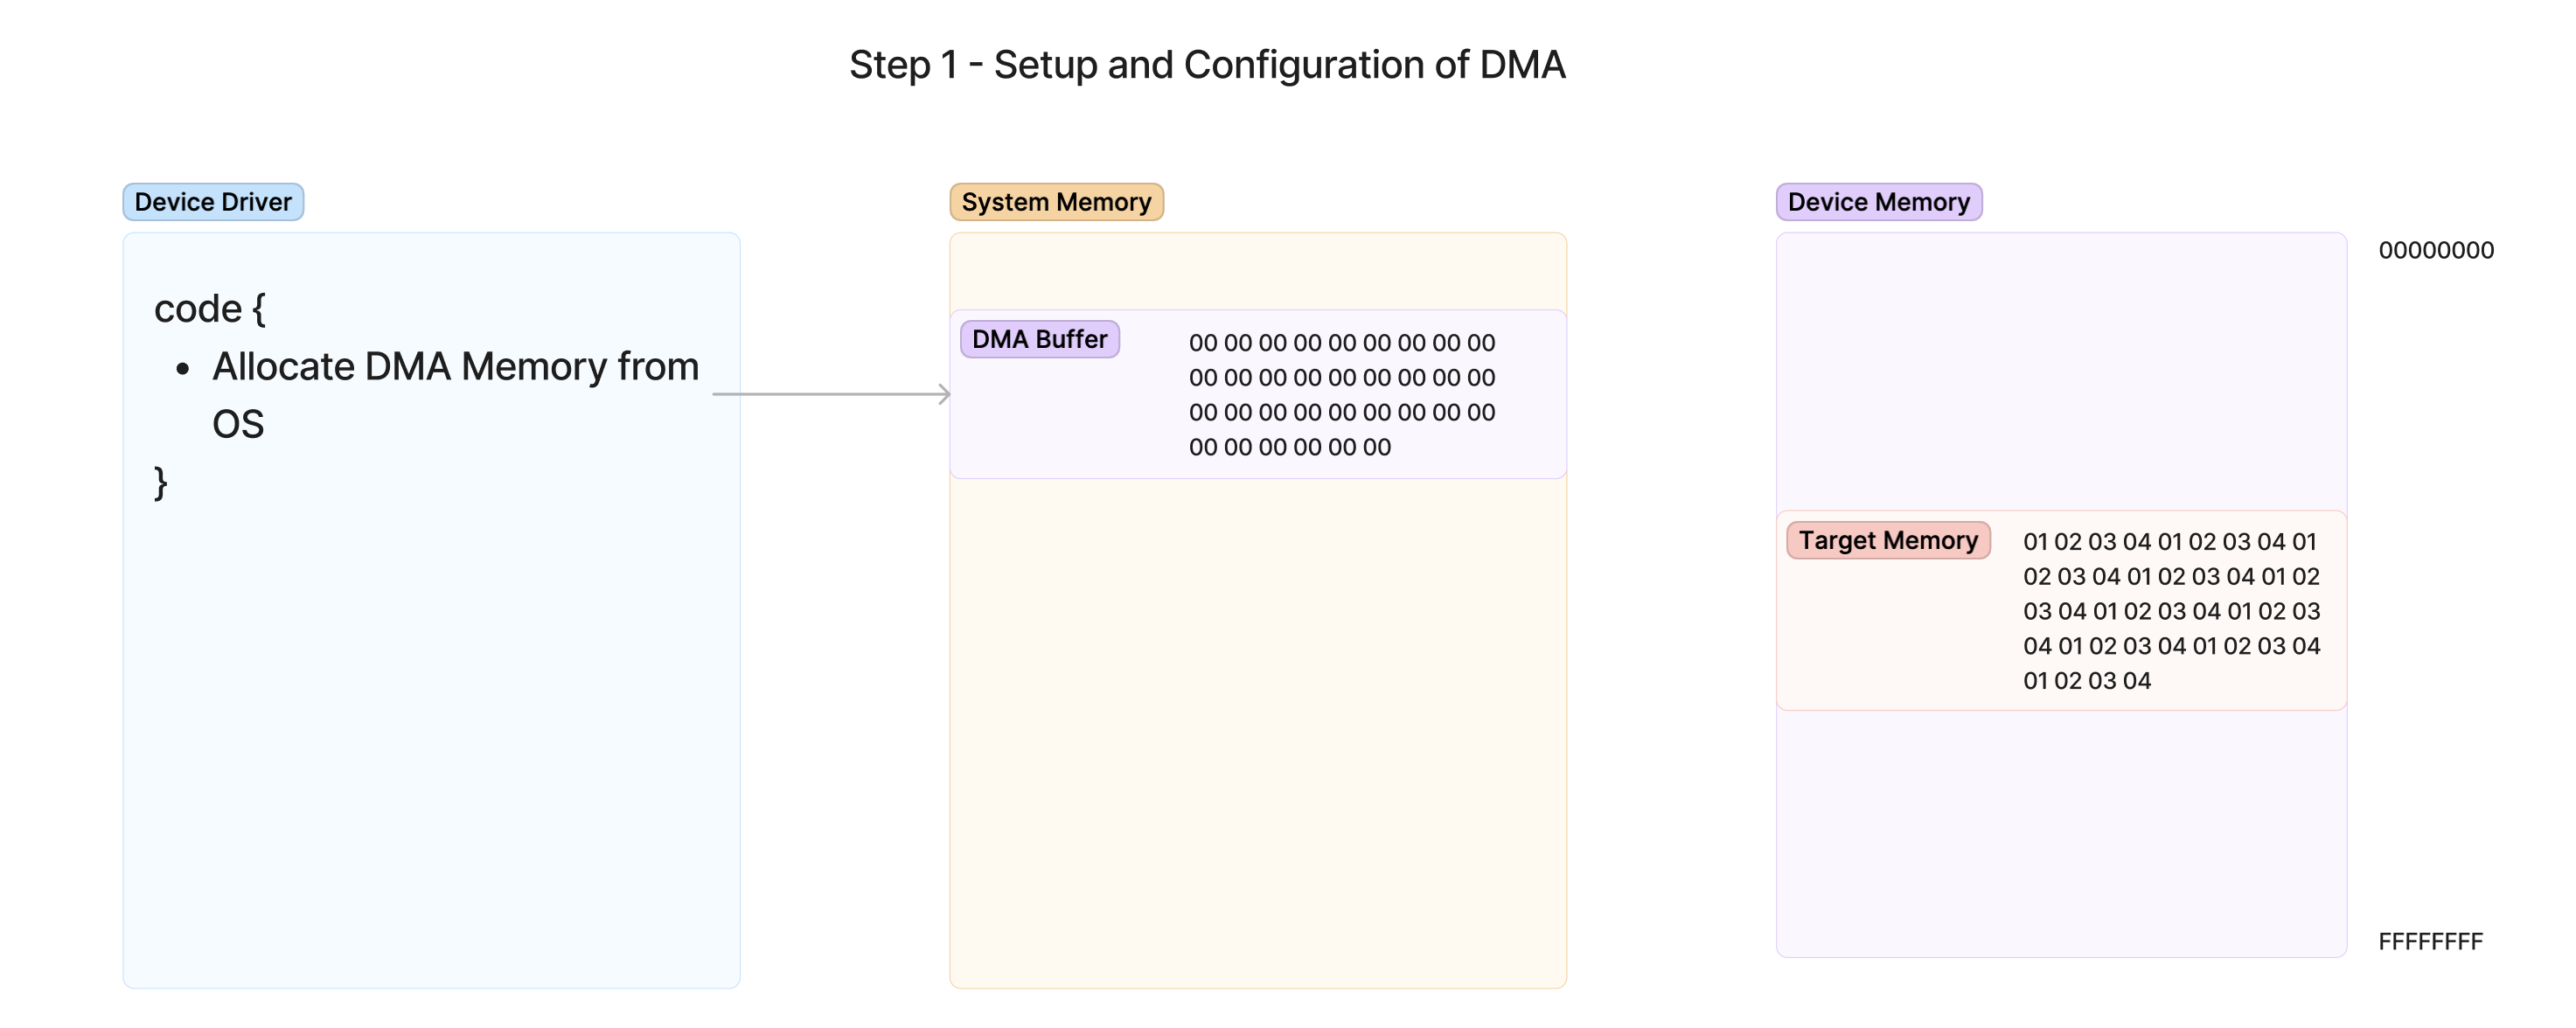 Step 1 - Setup and Configuration of DMA
Device Driver
code {
• Allocate DMA Memory from
OS
}
System Memory
DMA Buffer
00 00 00 00 00 00 00 00 00
00 00 00 00 00 00 00 00 00
00 00 00 00 00 00 00 00 00
00 00 00 00 00 00
Device Memory
00000000
Target Memory
01 02 03 04 01 02 03 04 01
02 03 04 01 02 03 04 01 02
03 04 01 02 03 04 01 02 03
04 01 02 03 04 01 02 03 04
01 02 03 04
FFFFFFFF